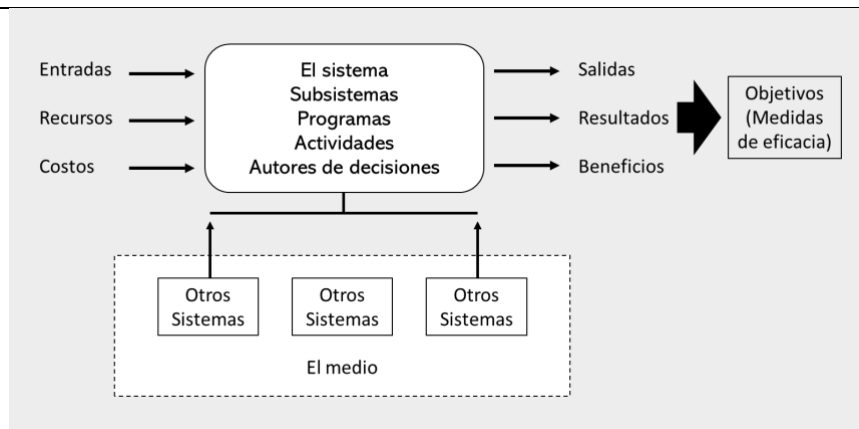 Entradas
Recursos
Costos
El sistema
Subsistemas
Programas
Actividades
Autores de decisiones
Salidas
Resultados
Beneficios
Objetivos
(Medidas
de eficacia)
Otros
Sistemas
Otros
Sistemas
Otros
Sistemas
El medio